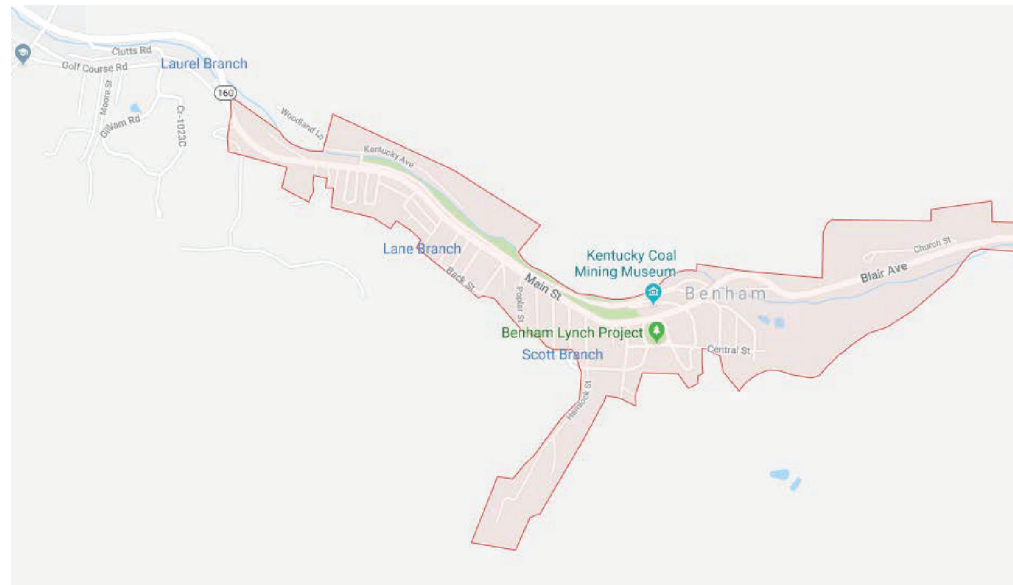 Clutts Rd
Golf Course Rd
Laurel Branch
Moore St
160
Gilliam Rd
Cr-1023C
Woodland Ln
Kentucky Ave
Lane Branch
Back St
Main St
Poplar St
Kentucky Coal
Mining Museum
Benham
Church St
Blair Ave
Benham Lynch Project
Scott Branch
Central St
Hemlock St